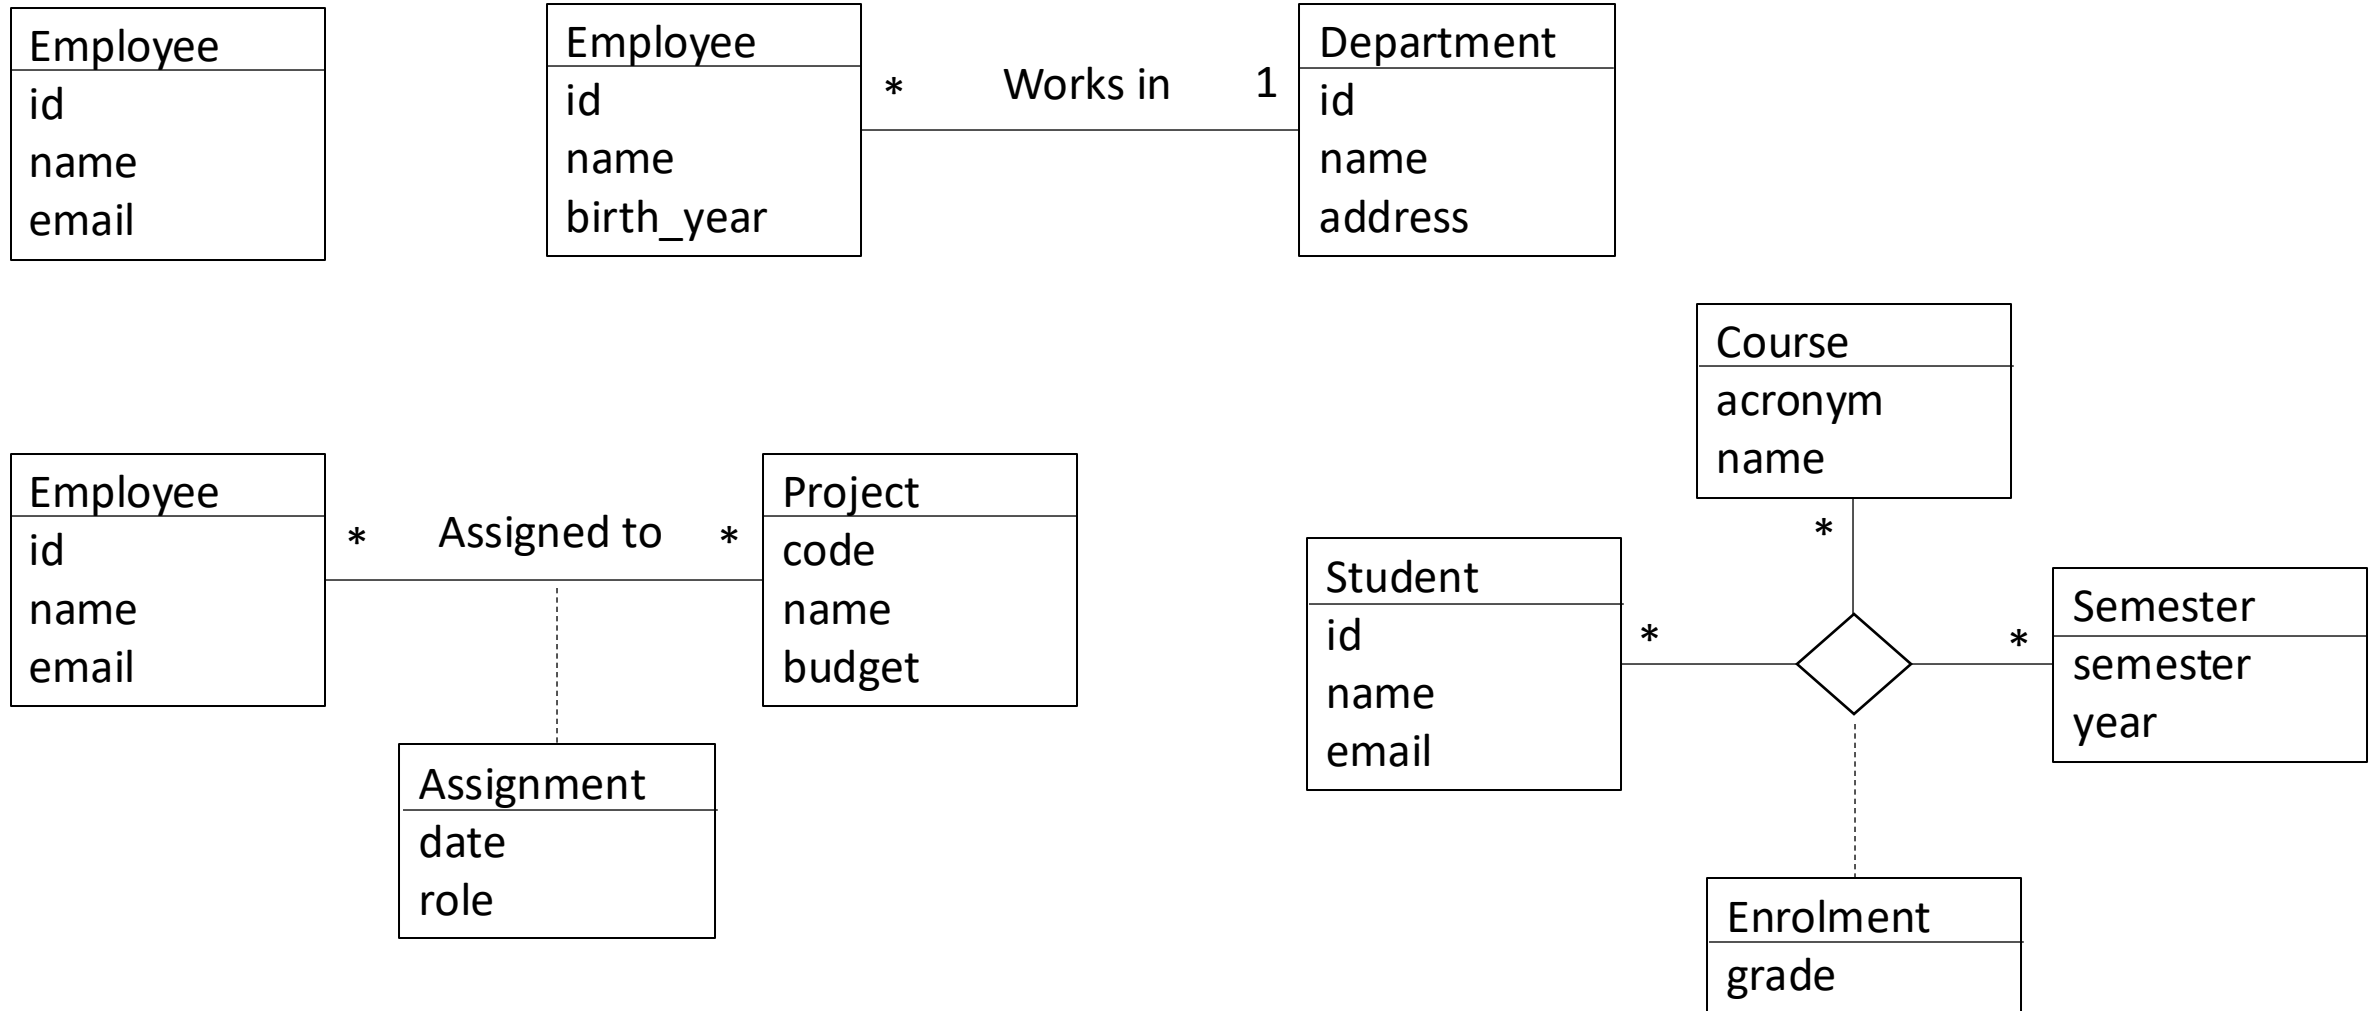 Employee
id
name
email
Employee
id
name
birth_year
* Works in 1
Department
id
name
address
Employee
id
name
email
* Assigned to *
Project
code
name
budget
Assignment
date
role
Course
acronym
name
*
Student
id
name
email
*
*
Semester
semester
year
Enrolment
grade